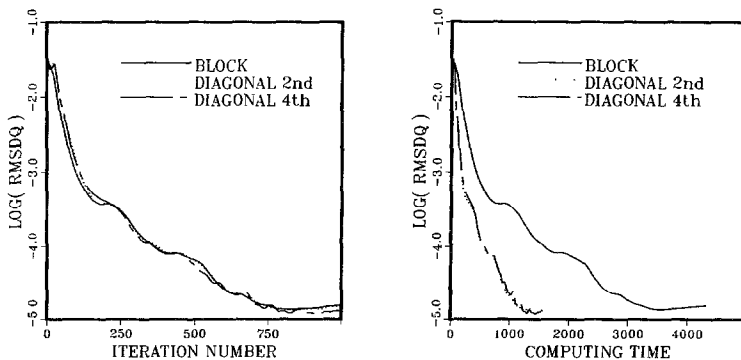 -1.0
-2.0
-3.0
-4.0
-5.0
LOG( RMSDQ)
BLOCK
DIAGONAL 2nd
DIAGONAL 4th
0
250
500
750
ITERATION NUMBER
-1.0
-2.0
-3.0
-4.0
-5.0
LOG( RMSDQ)
BLOCK
DIAGONAL 2nd
DIAGONAL 4th
0
1000
2000
3000
4000
COMPUTING TIME